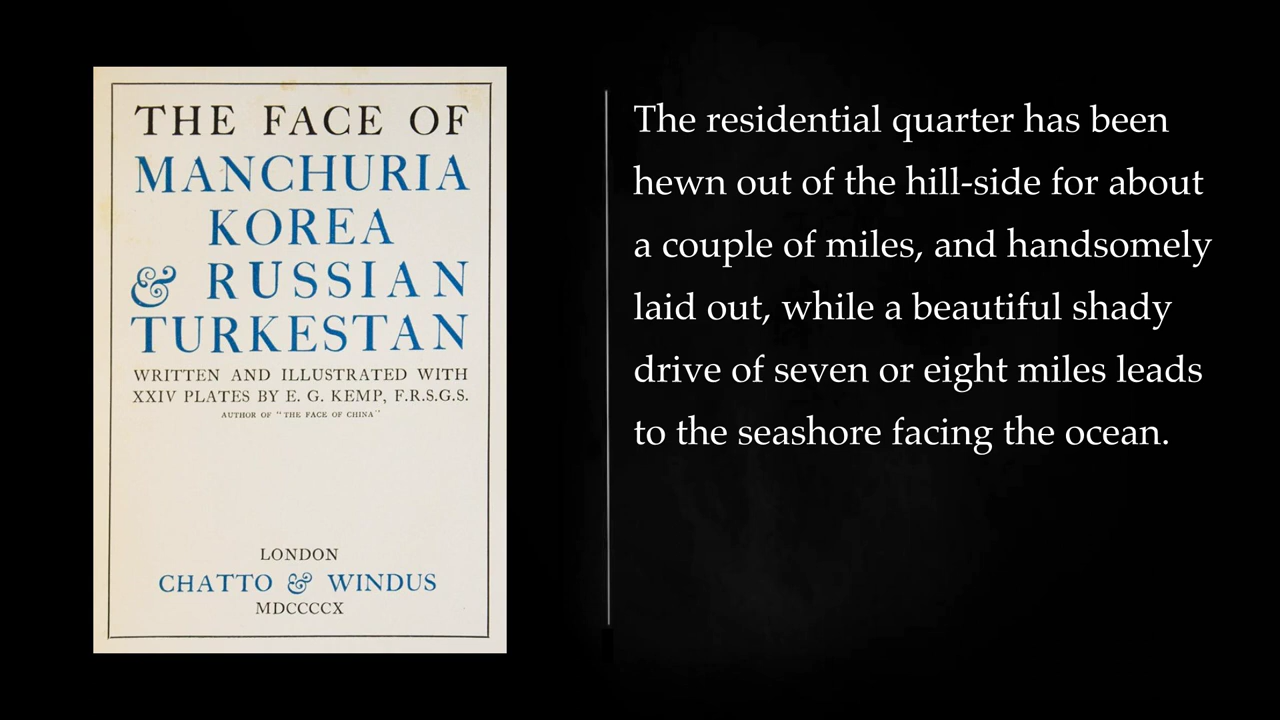 THE FACE OF
MANCHURIA
KOREA
& RUSSIAN
TURKESTAN
WRITTEN AND ILLUSTRATED WITH
XXIV PLATES BY E. G. KEMP, F.R.S.G.S.
AUTHOR OF "THE FACE OF CHINA"
LONDON
CHATTO & WINDUS
MDCCCCX
The residential quarter has been
hewn out of the hill-side for about
a couple of miles, and handsomely
laid out, while a beautiful shady
drive of seven or eight miles leads
to the seashore facing the ocean.